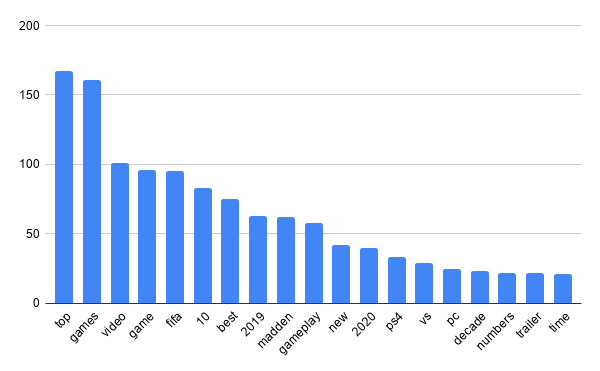 200
150
100
50
0
top
games
video
game
fifa
10
best
2019
madden
gameplay
new
2020
ps4
vs
pc
decade
numbers
trailer
time